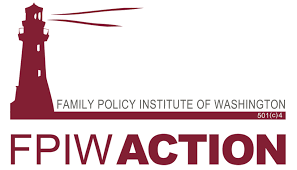 FAMILY POLICY INSTITUTE OF WASHINGTON
501(c)4
FPIW ACTION